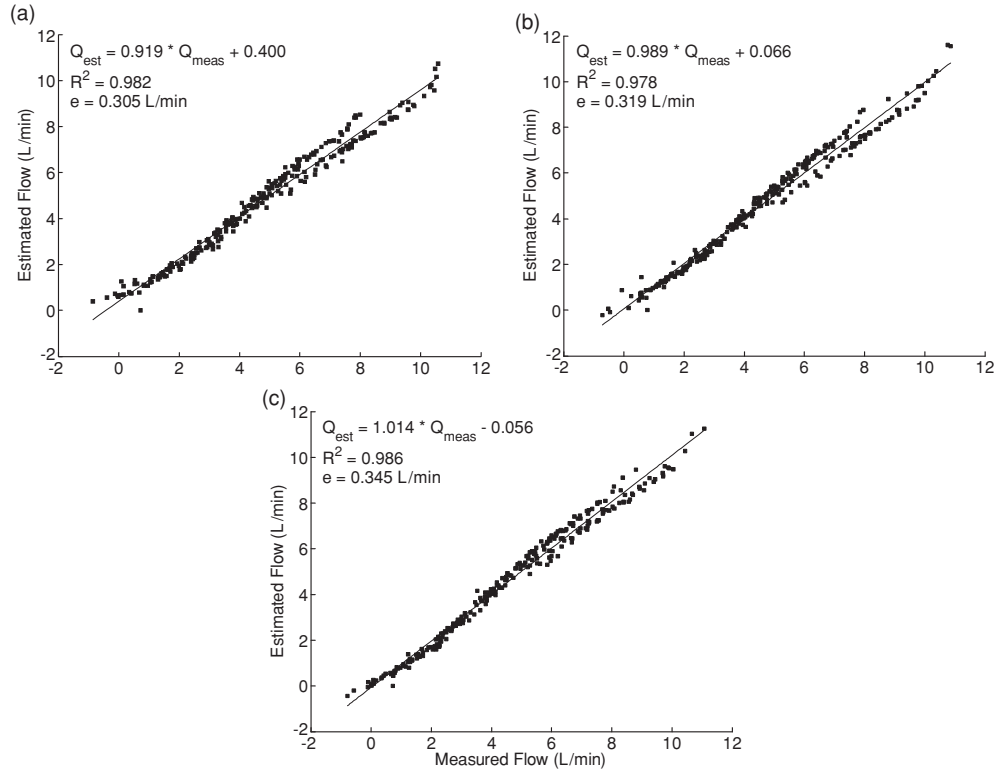 (a)
Q_est = 0.919 * Q_meas + 0.400
R^2 = 0.982
e = 0.305 L/min
Estimated Flow (L/min)
12
10
8
6
4
2
0
-2
-2 0 2 4 6 8 10 12
(b)
Q_est = 0.989 * Q_meas + 0.066
R^2 = 0.978
e = 0.319 L/min
Estimated Flow (L/min)
12
10
8
6
4
2
0
-2
-2 0 2 4 6 8 10 12
(c)
Q_est = 1.014 * Q_meas - 0.056
R^2 = 0.986
e = 0.345 L/min
Estimated Flow (L/min)
12
10
8
6
4
2
0
-2
-2 0 2 4 6 8 10 12
Measured Flow (L/min)